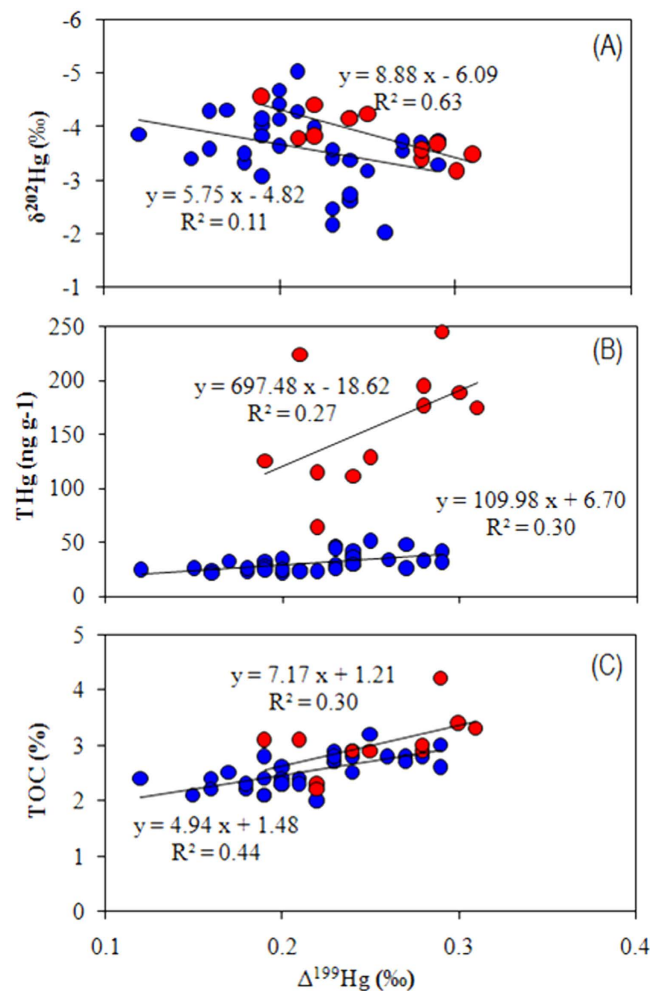 -6
(A)
-5
y = 8.88 x - 6.09
R² = 0.63
-4
δ²⁰²Hg (‰)
-3
y = 5.75 x - 4.82
R² = 0.11
-2
-1
250
(B)
200
y = 697.48 x - 18.62
R² = 0.27
150
THg (ng g-1)
100
y = 109.98 x + 6.70
R² = 0.30
50
0
5
(C)
y = 7.17 x + 1.21
R² = 0.30
4
3
TOC (%)
2
y = 4.94 x + 1.48
R² = 0.44
1
0
0.1 0.2 0.3 0.4
Δ¹⁹⁹Hg (‰)